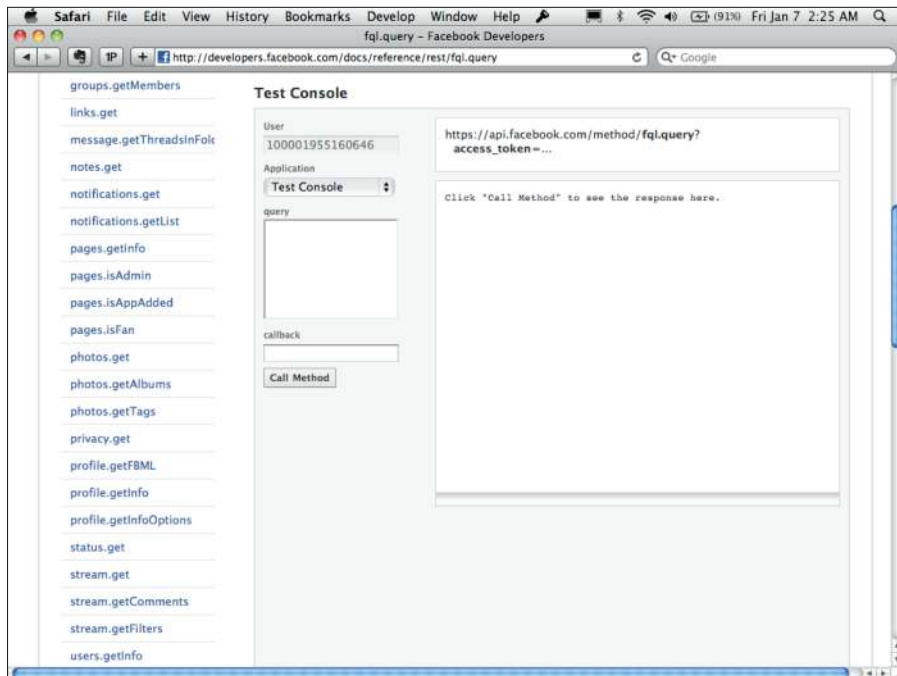 Safari File Edit View History Bookmarks Develop Window Help (91%) Fri Jan 7 2:25 AM
fql.query – Facebook Developers
1P + http://developers.facebook.com/docs/reference/rest/fql.query Google
groups.getMembers
links.get
message.getThreadsInFolc
notes.get
notifications.get
notifications.getList
pages.getInfo
pages.isAdmin
pages.isAppAdded
pages.isFan
photos.get
photos.getAlbums
photos.getTags
privacy.get
profile.getFBML
profile.getInfo
profile.getInfoOptions
status.get
stream.get
stream.getComments
stream.getFilters
users.getInfo
Test Console
User
100001955160646
Application
Test Console
query
callback
Call Method
https://api.facebook.com/method/fql.query?
access_token=...
Click "Call Method" to see the response here.